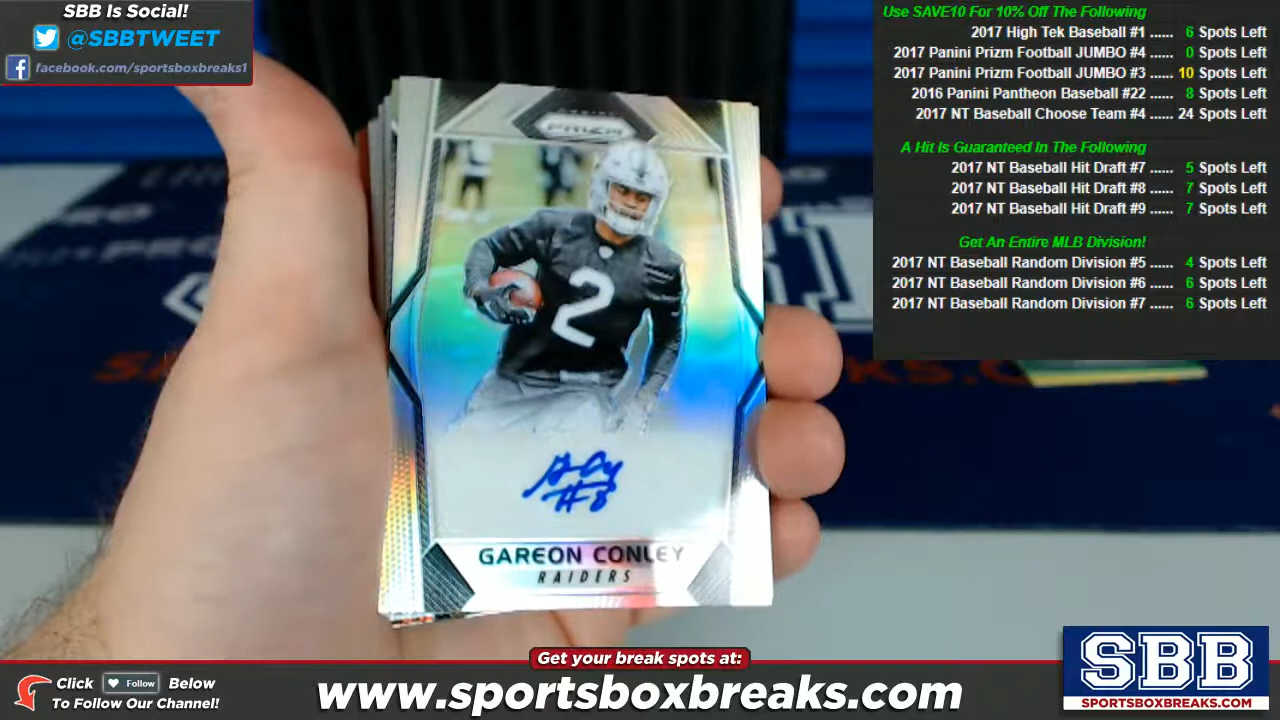 SBB Is Social!
@SBBTWEET
facebook.com/sportsboxbreaks1
Use SAVE10 For 10% Off The Following
2017 High Tek Baseball #1 ...... 6 Spots Left
2017 Panini Prizm Football JUMBO #4 ...... 0 Spots Left
2017 Panini Prizm Football JUMBO #3 ...... 10 Spots Left
2016 Panini Pantheon Baseball #22 ...... 8 Spots Left
2017 NT Baseball Choose Team #4 ...... 24 Spots Left
A Hit Is Guaranteed In The Following
2017 NT Baseball Hit Draft #7 ...... 5 Spots Left
2017 NT Baseball Hit Draft #8 ...... 7 Spots Left
2017 NT Baseball Hit Draft #9 ...... 7 Spots Left
Get An Entire MLB Division!
2017 NT Baseball Random Division #5 ...... 4 Spots Left
2017 NT Baseball Random Division #6 ...... 6 Spots Left
2017 NT Baseball Random Division #7 ...... 6 Spots Left
PANINI
PRIZM
2
#8
GAREON CONLEY
RAIDERS
Get your break spots at:
www.sportsboxbreaks.com
Click Follow Below
To Follow Our Channel!
SBB
SPORTSBOXBREAKS.COM